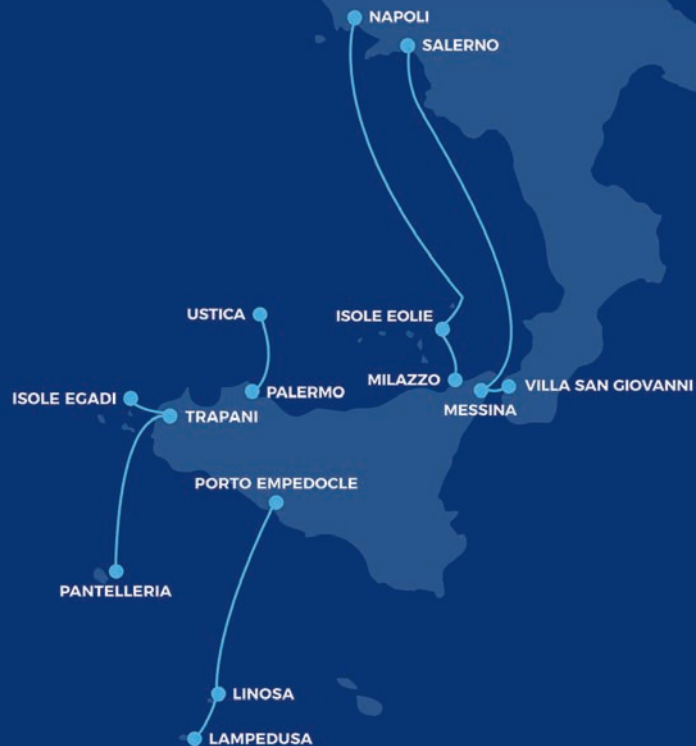 NAPOLI
SALERNO
USTICA
ISOLE EOLIE
MILAZZO
VILLA SAN GIOVANNI
ISOLE EGADI
PALERMO
MESSINA
TRAPANI
PORTO EMPEDOCLE
PANTELLERIA
LINOSA
LAMPEDUSA